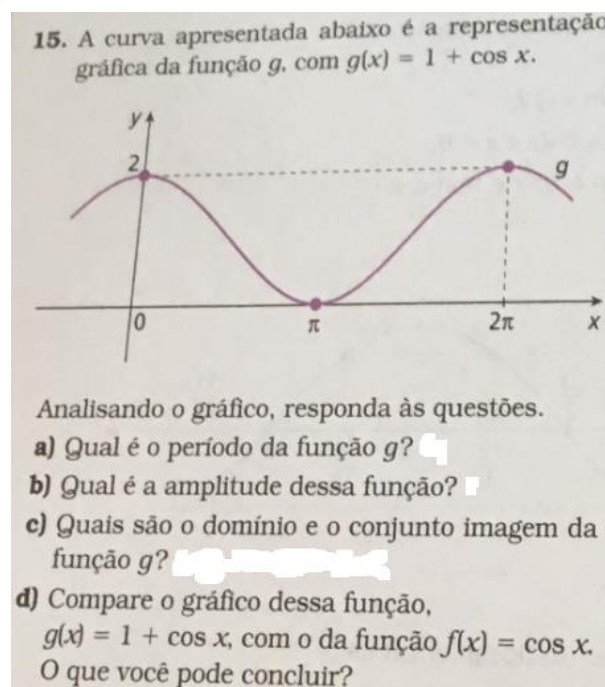 15. A curva apresentada abaixo é a representação
gráfica da função g, com g(x) = 1 + cos x.
y
2
g
0
π
2π
x
Analisando o gráfico, responda às questões.
a) Qual é o período da função g?
b) Qual é a amplitude dessa função?
c) Quais são o domínio e o conjunto imagem da
função g?
d) Compare o gráfico dessa função,
g(x) = 1 + cos x, com o da função f(x) = cos x.
O que você pode concluir?